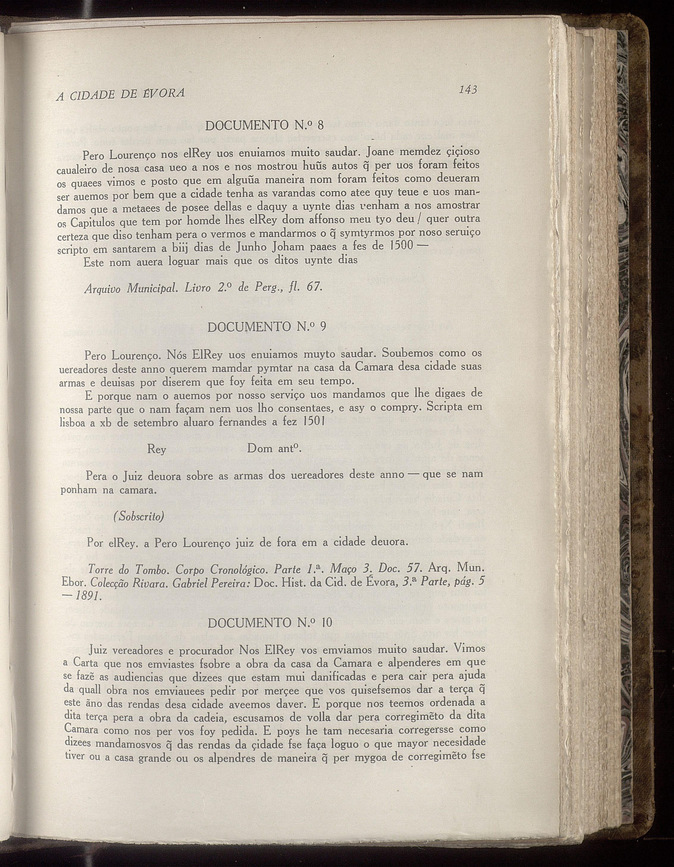 A CIDADE DE ÉVORA
143
DOCUMENTO N.º 8
Pero Lourenço nos elRey uos enuiamos muito saudar. Joane memdez çiçioso
caualeiro de nosa casa ueo a nos e nos mostrou huũs autos q̃ per uos foram feitos
os quaees vimos e posto que em alguũa maneira nom foram feitos como deueram
ser auemos por bem que a cidade tenha as varandas como atee quy teue e uos man-
damos que a metaees de posee dellas e daquy a uynte dias venham a nos amostrar
os Capitulos que tem por homde lhes elRey dom affonso meu tyo deu / quer outra
certeza que diso tenham pera o vermos e mandarmos o q̃ symtyrmos por noso seruiço
scripto em santarem a biij dias de Junho Joham paaes a fes de 1500 —
Este nom auera loguar mais que os ditos uynte dias
Arquivo Municipal. Livro 2.º de Perg., fl. 67.
DOCUMENTO N.º 9
Pero Lourenço. Nós ElRey uos enuiamos muyto saudar. Soubemos como os
uereadores deste anno querem mamdar pymtar na casa da Camara desa cidade suas
armas e deuisas por diserem que foy feita em seu tempo.
E porque nam o auemos por nosso serviço uos mandamos que lhe digaes de
nossa parte que o nam façam nem uos lho consentaes, e asy o compry. Scripta em
lisboa a xb de setembro aluaro fernandes a fez 1501
Rey Dom antº.
Pera o Juiz deuora sobre as armas dos uereadores deste anno — que se nam
ponham na camara.
(Sobscrito)
Por elRey. a Pero Lourenço juiz de fora em a cidade deuora.
Torre do Tombo. Corpo Cronológico. Parte 1.ª. Maço 3. Doc. 57. Arq. Mun.
Ebor. Colecção Rivara. Gabriel Pereira: Doc. Hist. da Cid. de Évora, 3.ª Parte, pág. 5
— 1891.
DOCUMENTO N.º 10
Juiz vereadores e procurador Nos ElRey vos emviamos muito saudar. Vimos
a Carta que nos emviastes fsobre a obra da casa da Camara e alpenderes em que
se fazẽ as audiencias que dizees que estam mui danificadas e pera cair pera ajuda
da quall obra nos emviauees pedir por merçee que vos quisefsemos dar a terça q̃
este ãno das rendas desa cidade aveemos daver. E porque nos teemos ordenada a
dita terça pera a obra da cadeia, escusamos de volla dar pera corregimẽto da dita
Camara como nos per vos foy pedida. E poys he tam necesaria corregersse como
dizees mandamosvos q̃ das rendas da çidade fse faça loguo o que mayor necesidade
tiver ou a casa grande ou os alpendres de maneira q̃ per mygoa de corregimẽto fse